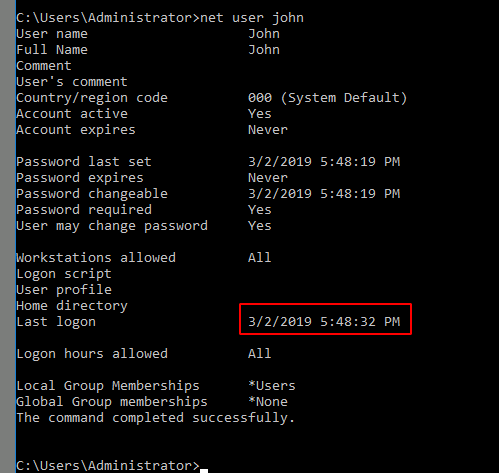 C:\Users\Administrator>net user john
User name John
Full Name John
Comment
User's comment
Country/region code 000 (System Default)
Account active Yes
Account expires Never
Password last set 3/2/2019 5:48:19 PM
Password expires Never
Password changeable 3/2/2019 5:48:19 PM
Password required Yes
User may change password Yes
Workstations allowed All
Logon script
User profile
Home directory
Last logon 3/2/2019 5:48:32 PM
Logon hours allowed All
Local Group Memberships *Users
Global Group memberships *None
The command completed successfully.
C:\Users\Administrator>